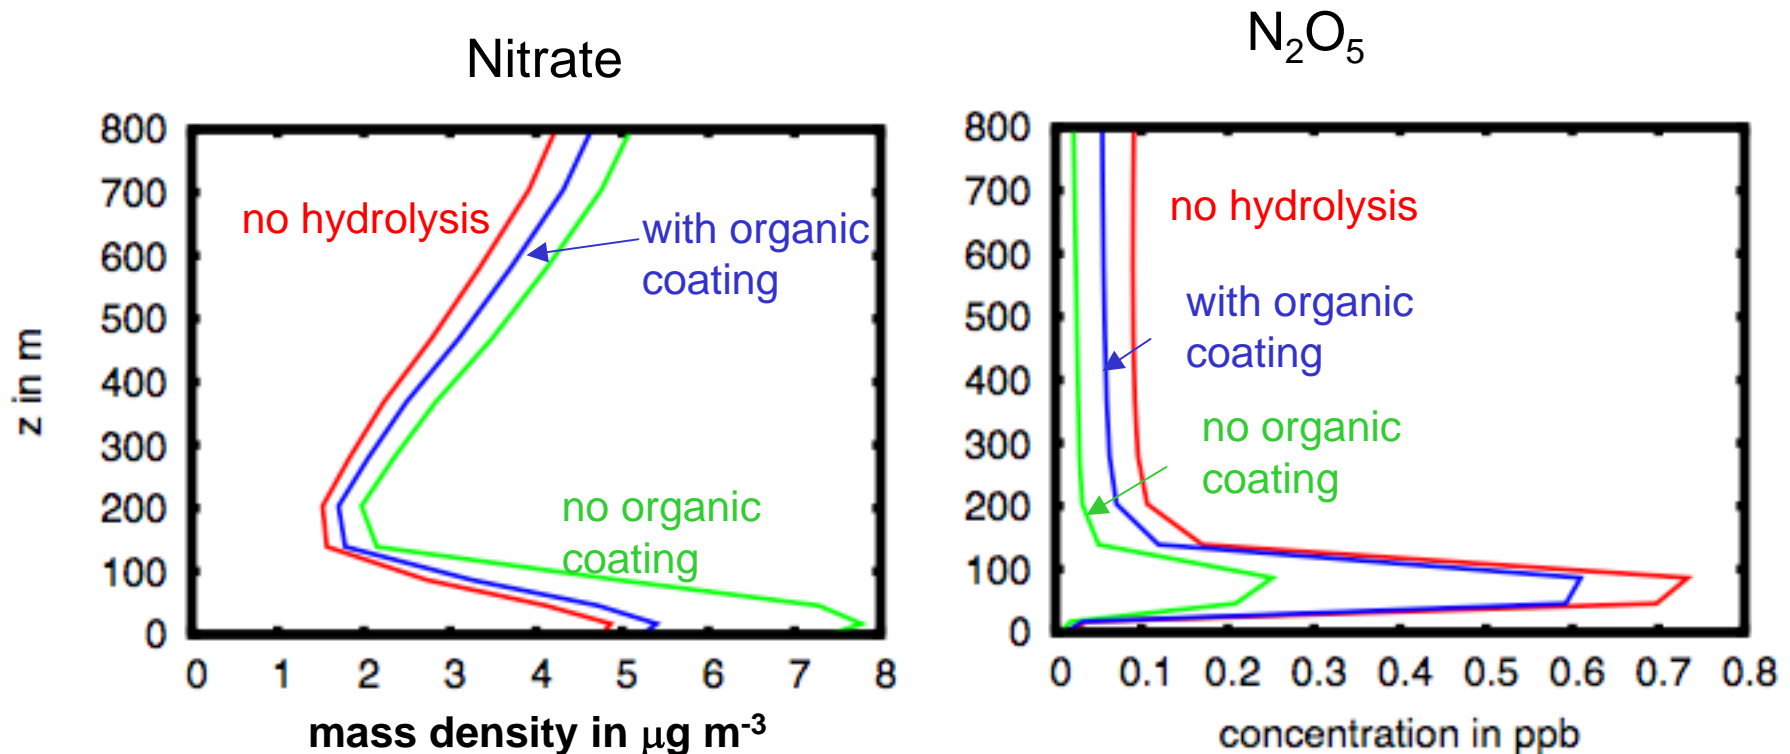 Nitrate
800
700
600
500
400
300
200
100
0
z in m
no hydrolysis
with organic
coating
no organic
coating
0 1 2 3 4 5 6 7 8
mass density in μg m⁻³
N₂O₅
800
700
600
500
400
300
200
100
0
no hydrolysis
with organic
coating
no organic
coating
0 0.1 0.2 0.3 0.4 0.5 0.6 0.7 0.8
concentration in ppb